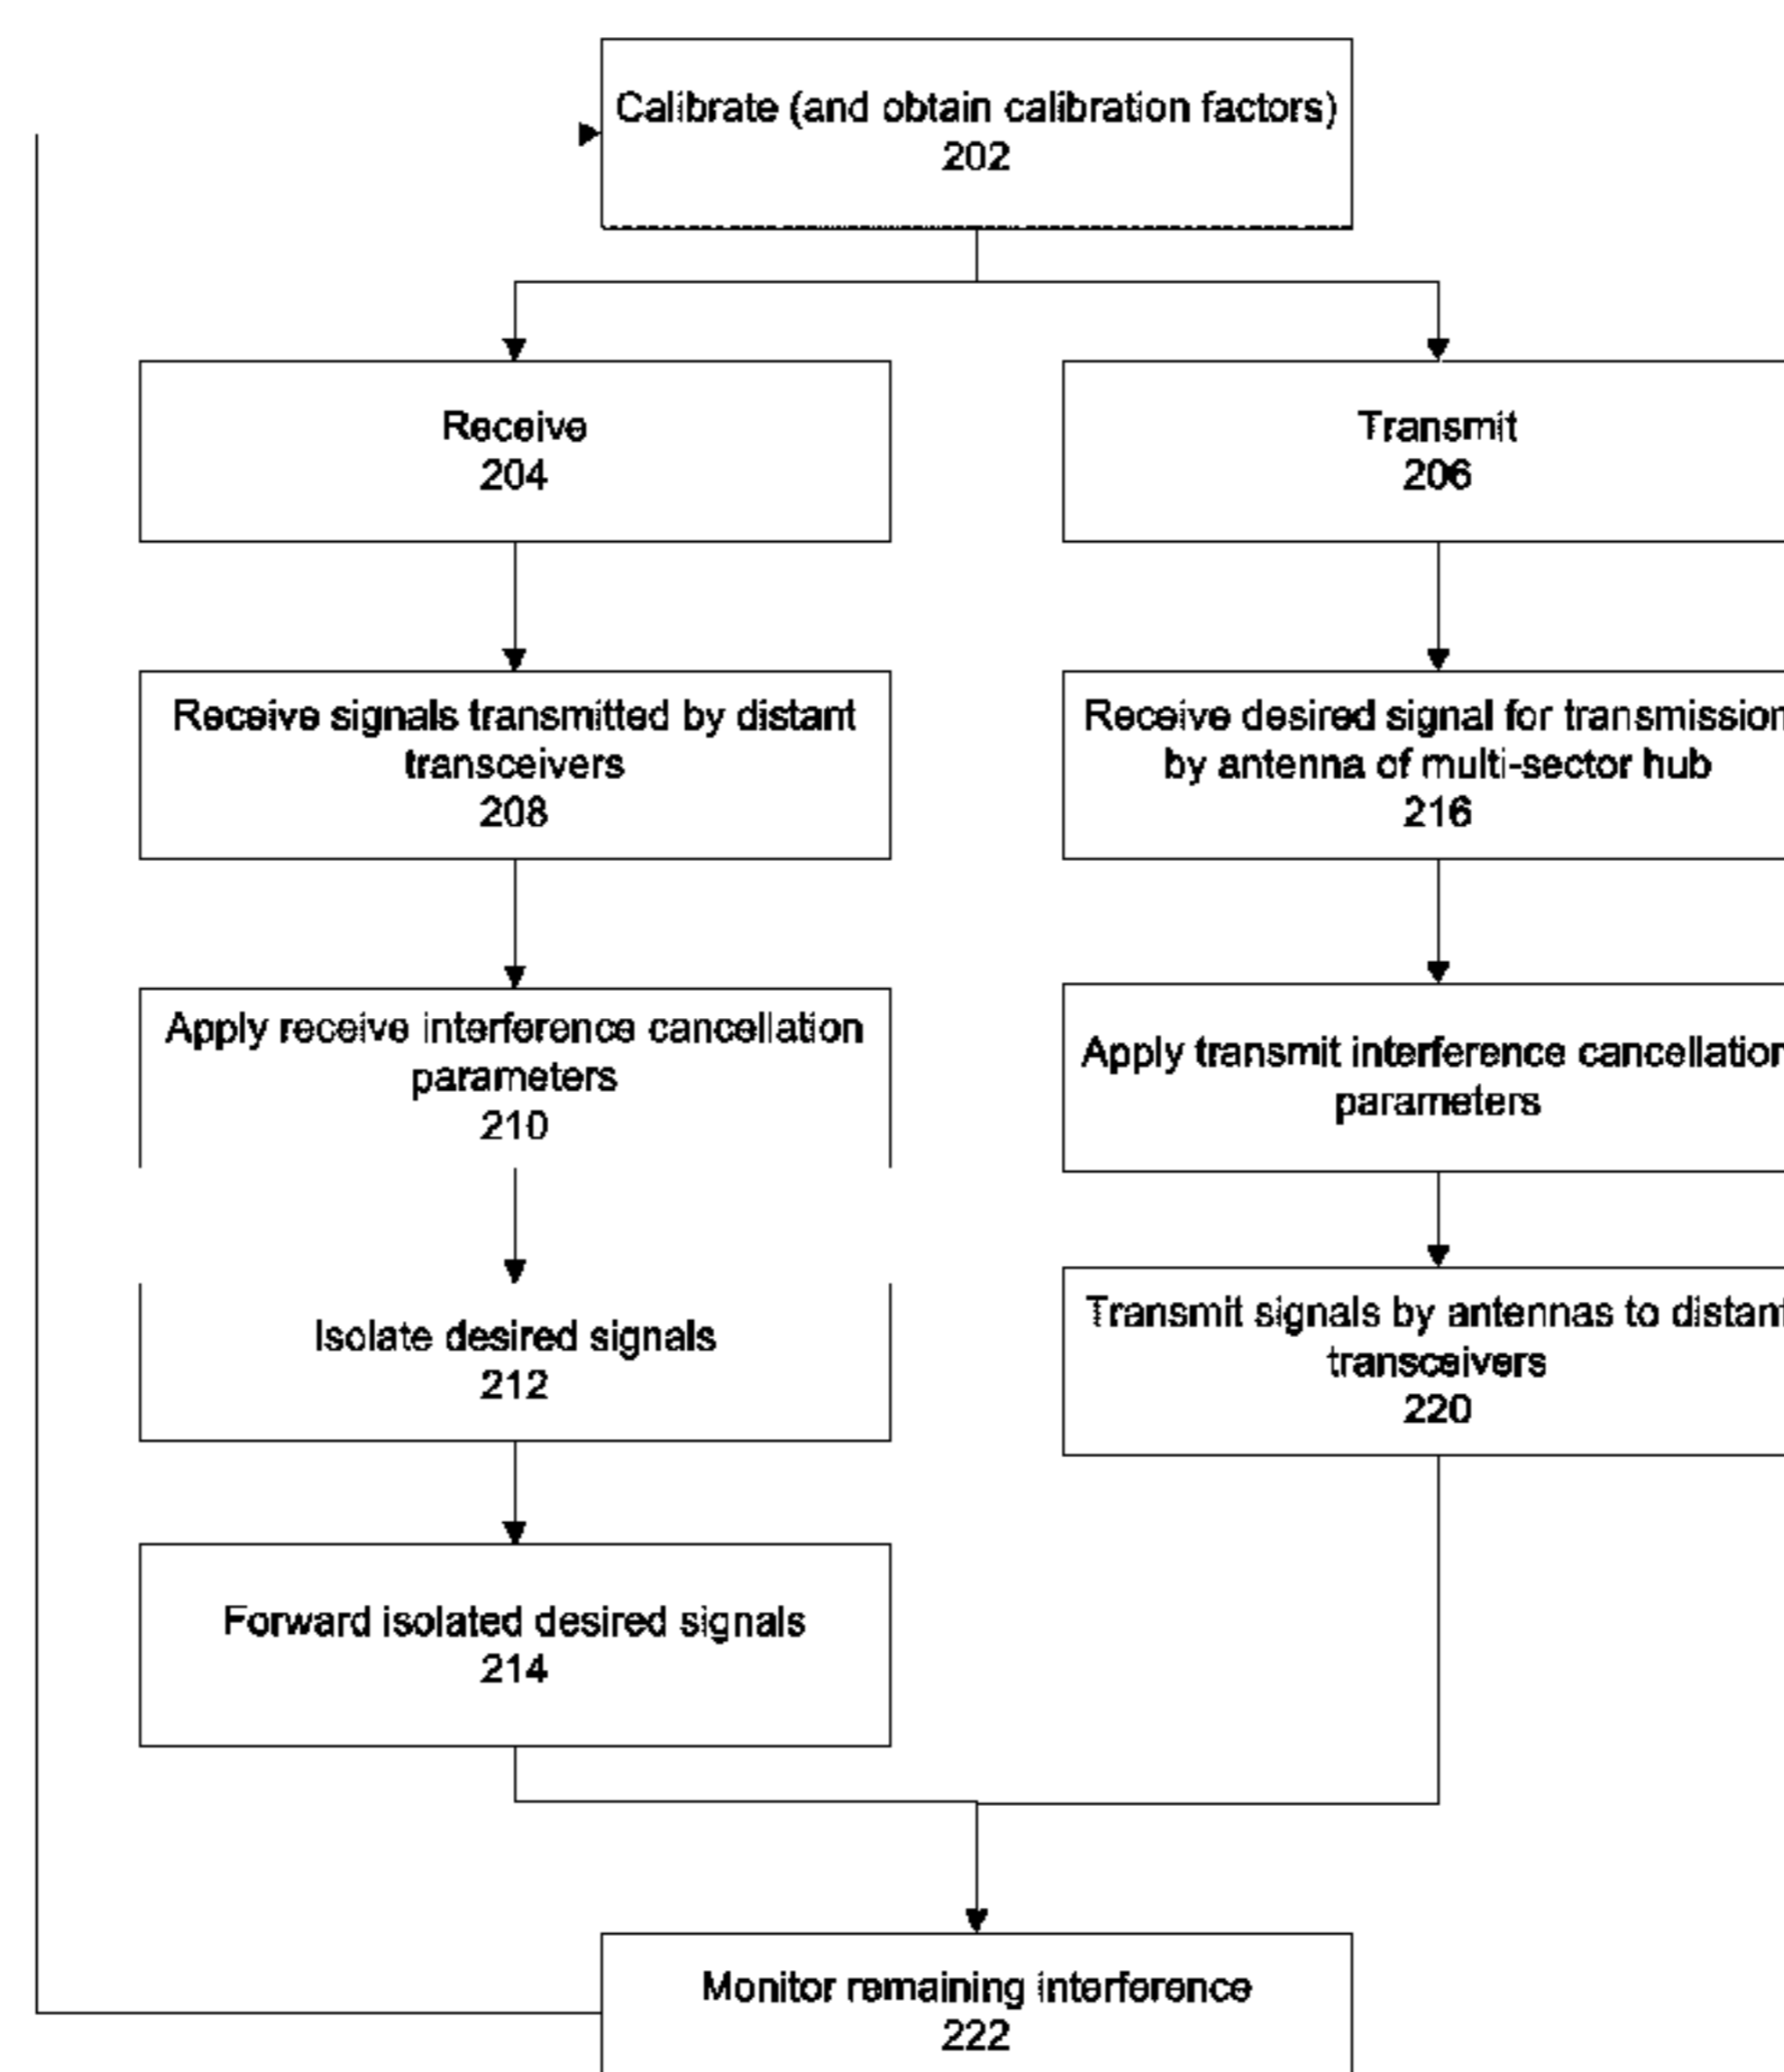 Calibrate (and obtain calibration factors)
202
Receive
204
Transmit
206
Receive signals transmitted by distant
transceivers
208
Receive desired signal for transmission
by antenna of multi-sector hub
216
Apply receive interference cancellation
parameters
210
Apply transmit interference cancellation
parameters
Isolate desired signals
212
Transmit signals by antennas to distant
transceivers
220
Forward isolated desired signals
214
Monitor remaining interference
222